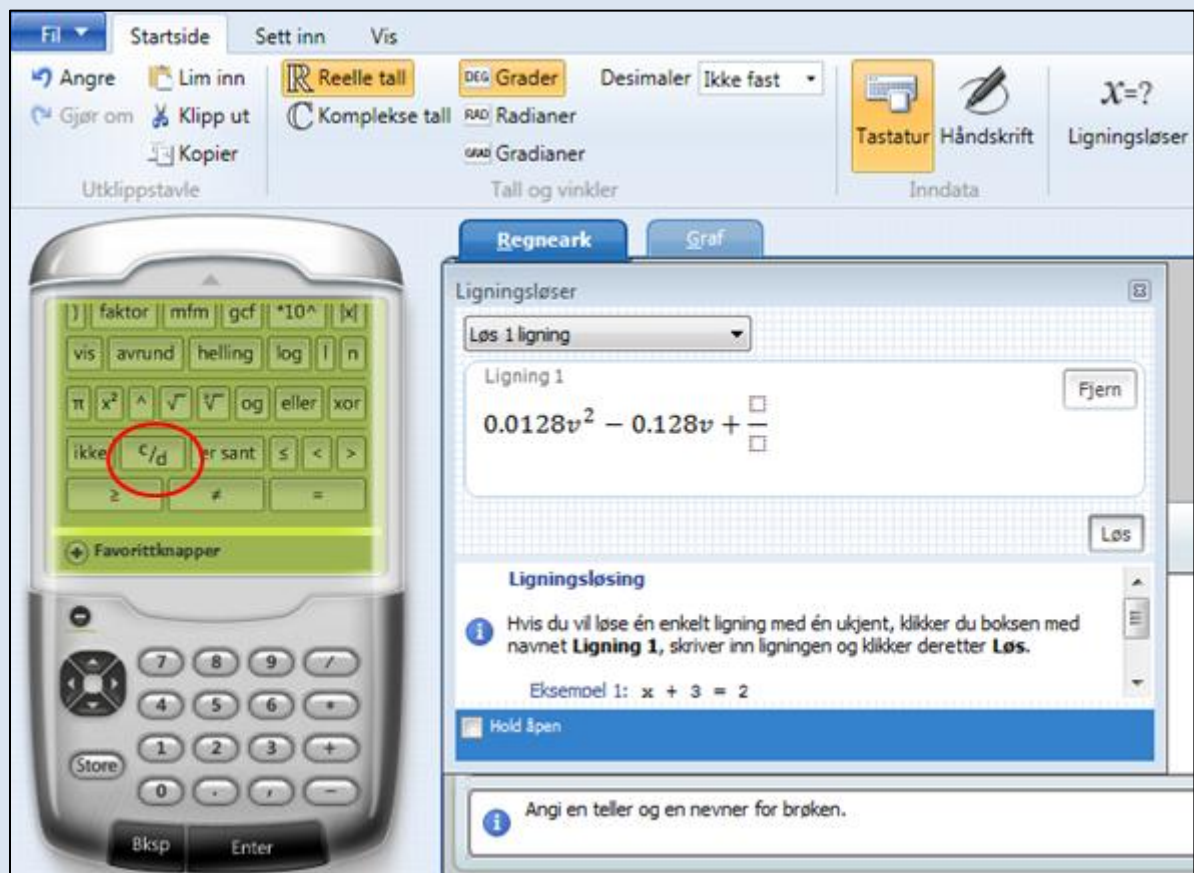 Fil Startside Sett inn Vis
Angre Lim inn Reelle tall DEG Grader Desimaler Ikke fast
Gjør om Klipp ut Komplekse tall RAD Radianer
Kopier GRAD Gradianer
Tastatur Håndskrift
x=?
Ligningsløser
Utklippstavle Tall og vinkler Inndata
Regneark Graf
Ligningsløser
Løs 1 ligning
Ligning 1
Fjern
0.0128v² − 0.128v + □/□
Løs
Ligningsløsing
Hvis du vil løse én enkelt ligning med én ukjent, klikker du boksen med
navnet Ligning 1, skriver inn ligningen og klikker deretter Løs.
Eksempel 1: x + 3 = 2
Hold åpen
Angi en teller og en nevner for brøken.
) faktor mfm gcf *10^ |x|
vis avrund helling log l n
π x² ^ √ ∜ og eller xor
ikke c/d er sant ≤ < >
≥ ≠ =
Favorittknapper
7 8 9 /
4 5 6 *
1 2 3 +
Store
0 . , −
Bksp Enter